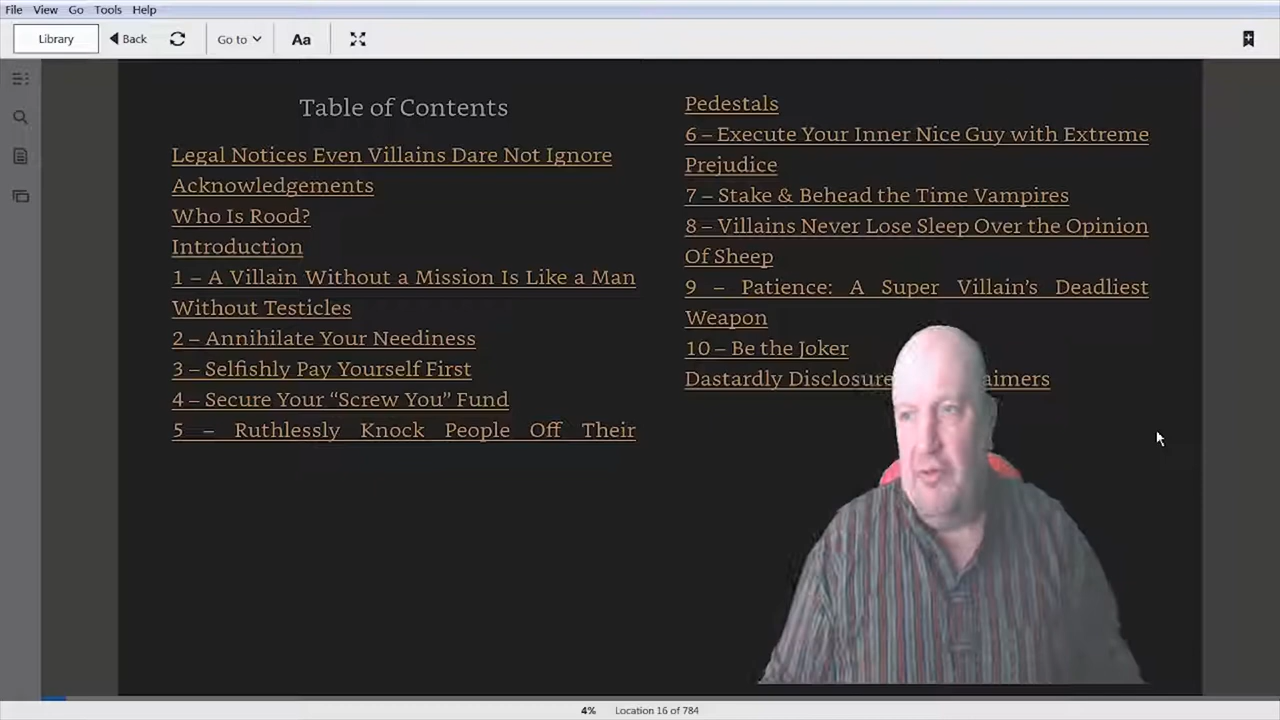 File View Go Tools Help
Library Back Go to Aa
Table of Contents
Legal Notices Even Villains Dare Not Ignore
Acknowledgements
Who Is Rood?
Introduction
1 – A Villain Without a Mission Is Like a Man
Without Testicles
2 – Annihilate Your Neediness
3 – Selfishly Pay Yourself First
4 – Secure Your “Screw You” Fund
5 – Ruthlessly Knock People Off Their
Pedestals
6 – Execute Your Inner Nice Guy with Extreme
Prejudice
7 – Stake & Behead the Time Vampires
8 – Villains Never Lose Sleep Over the Opinion
Of Sheep
9 – Patience: A Super Villain’s Deadliest
Weapon
10 – Be the Joker
Dastardly
4% Location 16 of 784